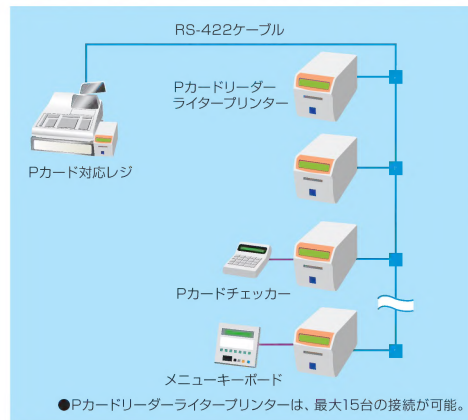 RS-422ケーブル
Pカードリーダー
ライタープリンター
Pカード対応レジ
Pカードチェッカー
メニューキーボード
●Pカードリーダーライタープリンターは、最大15台の接続が可能。